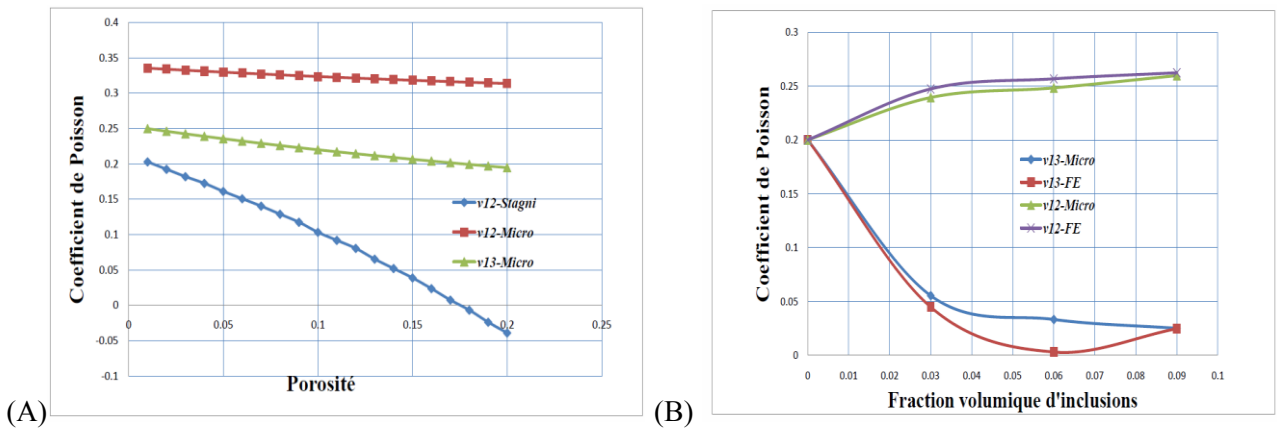 0.4
0.35
0.3
0.25
0.2
0.15
0.1
0.05
0
-0.05
-0.1
Coefficient de Poisson
0 0.05 0.1 0.15 0.2 0.25
Porosité
v12-Stagni
v12-Micro
v13-Micro
(A)
0.3
0.25
0.2
0.15
0.1
0.05
0
Coefficient de Poisson
0 0.01 0.02 0.03 0.04 0.05 0.06 0.07 0.08 0.09 0.1
Fraction volumique d'inclusions
v13-Micro
v13-FE
v12-Micro
v12-FE
(B)